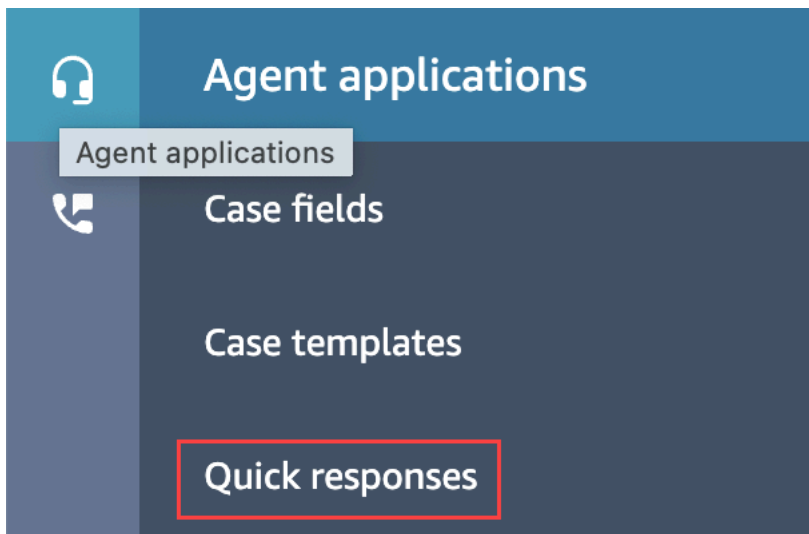 Agent applications
Agent applications
Case fields
Case templates
Quick responses